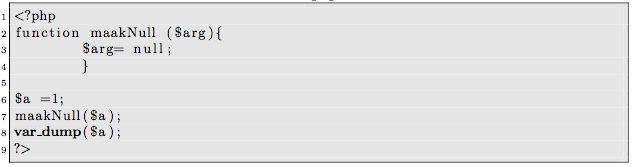 1 <?php
2 function maakNull ($arg){
3 $arg= null;
4 }
5
6 $a =1;
7 maakNull($a);
8 var_dump($a);
9 ?>